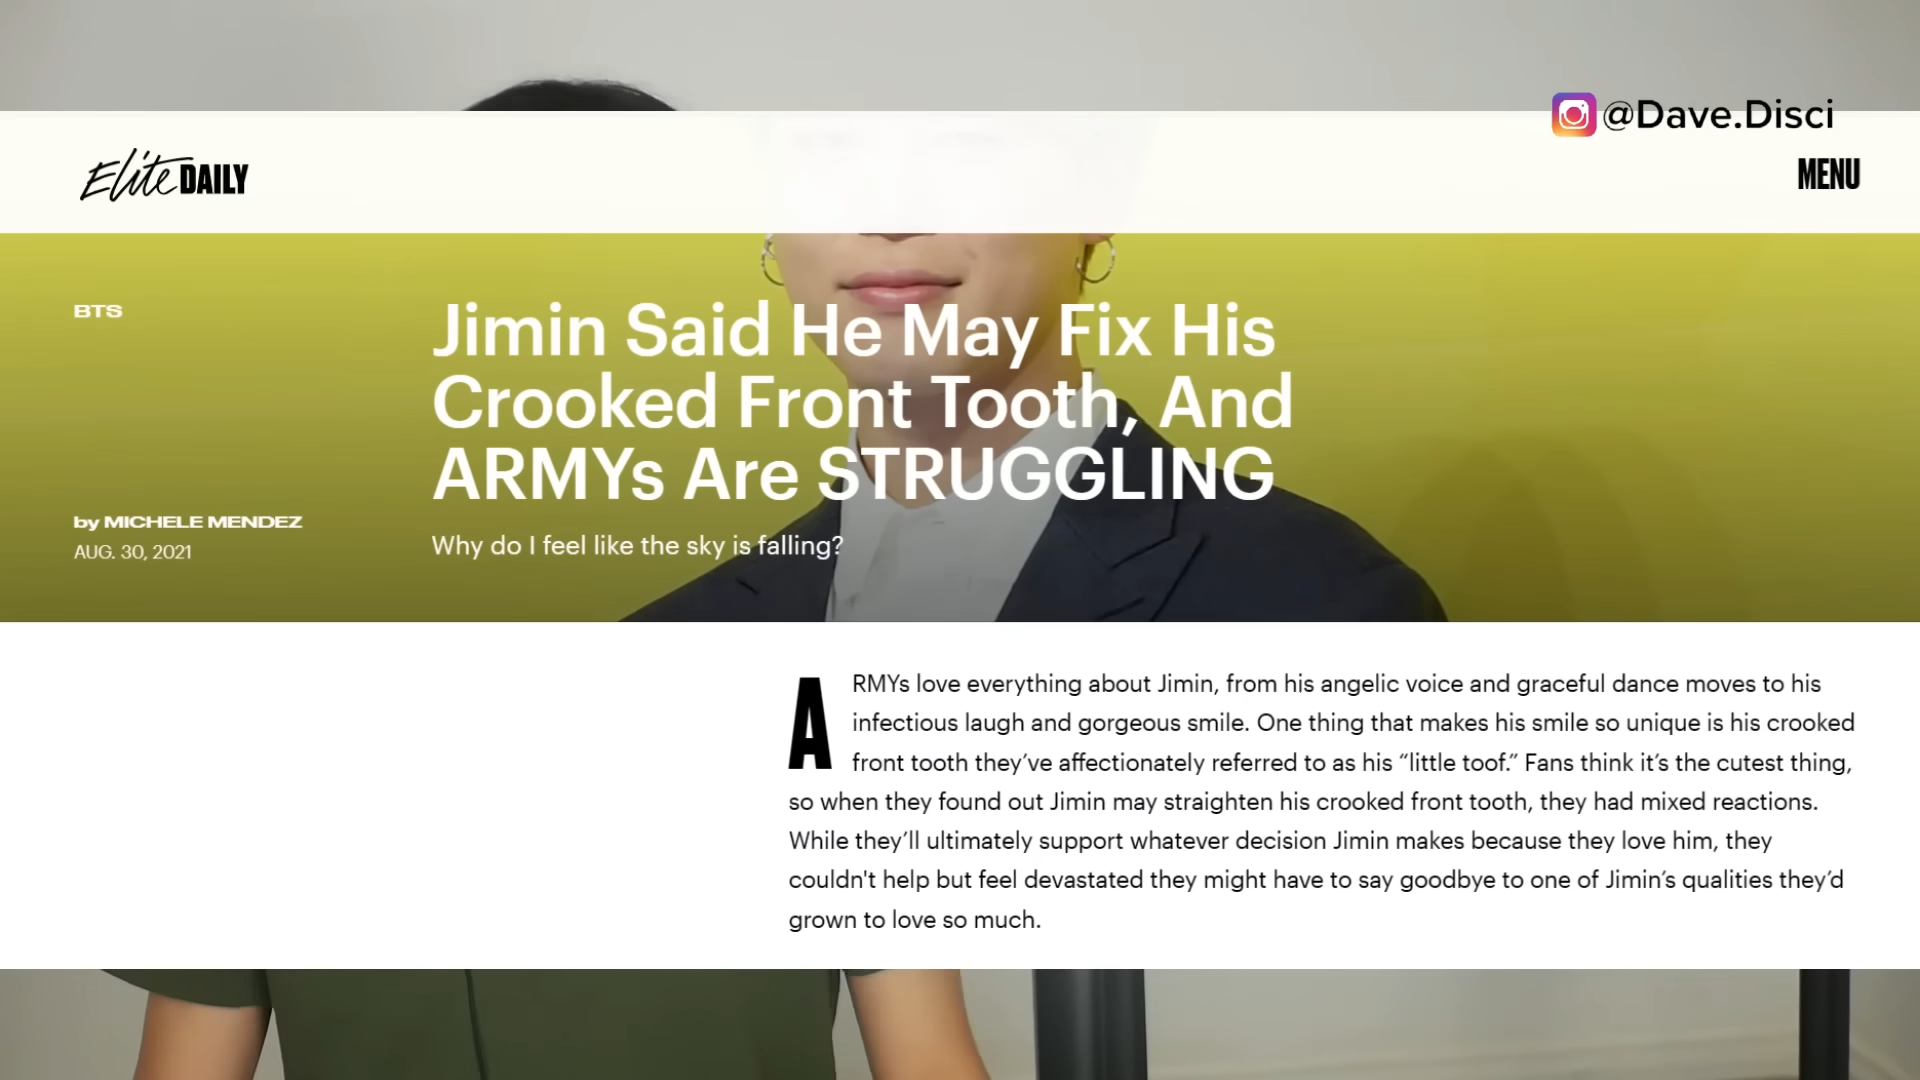 @Dave.Disci
Elite DAILY
MENU
BTS
Jimin Said He May Fix His
Crooked Front Tooth, And
ARMYs Are STRUGGLING
Why do I feel like the sky is falling?
by MICHELE MENDEZ
AUG. 30, 2021
ARMYs love everything about Jimin, from his angelic voice and graceful dance moves to his
infectious laugh and gorgeous smile. One thing that makes his smile so unique is his crooked
front tooth they’ve affectionately referred to as his “little toof.” Fans think it’s the cutest thing,
so when they found out Jimin may straighten his crooked front tooth, they had mixed reactions.
While they’ll ultimately support whatever decision Jimin makes because they love him, they
couldn't help but feel devastated they might have to say goodbye to one of Jimin’s qualities they’d
grown to love so much.